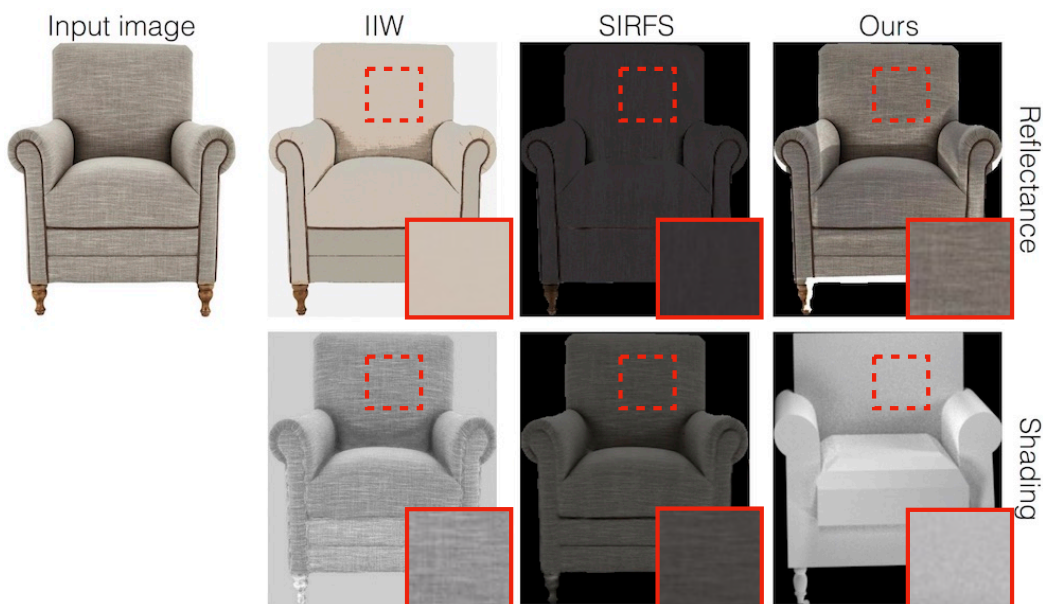 Input image
IIW
SIRFS
Ours
Reflectance
Shading